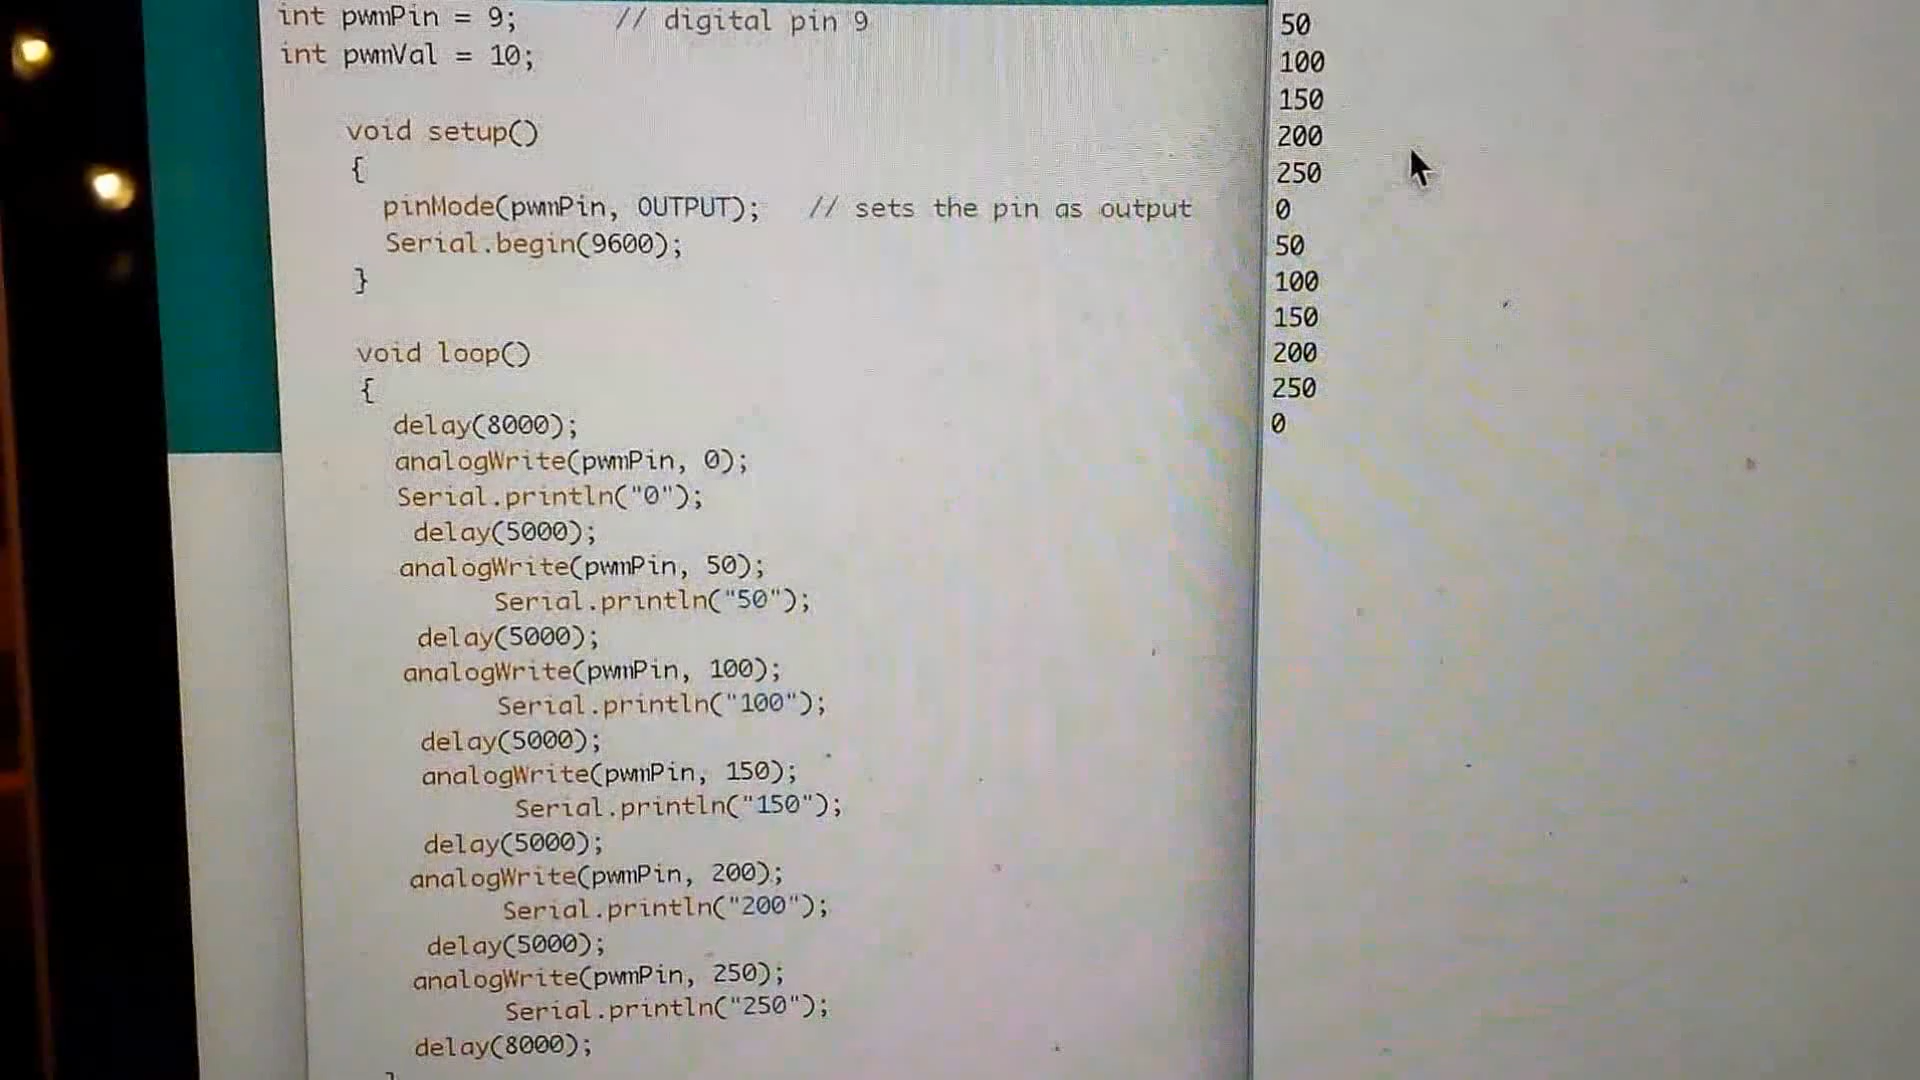 int pwmPin = 9;      // digital pin 9
int pwmVal = 10;
void setup()
{
pinMode(pwmPin, OUTPUT);   // sets the pin as output
Serial.begin(9600);
}
void loop()
{
delay(8000);
analogWrite(pwmPin, 0);
Serial.println("0");
delay(5000);
analogWrite(pwmPin, 50);
Serial.println("50");
delay(5000);
analogWrite(pwmPin, 100);
Serial.println("100");
delay(5000);
analogWrite(pwmPin, 150);
Serial.println("150");
delay(5000);
analogWrite(pwmPin, 200);
Serial.println("200");
delay(5000);
analogWrite(pwmPin, 250);
Serial.println("250");
delay(8000);
}
50
100
150
200
250
0
50
100
150
200
250
0